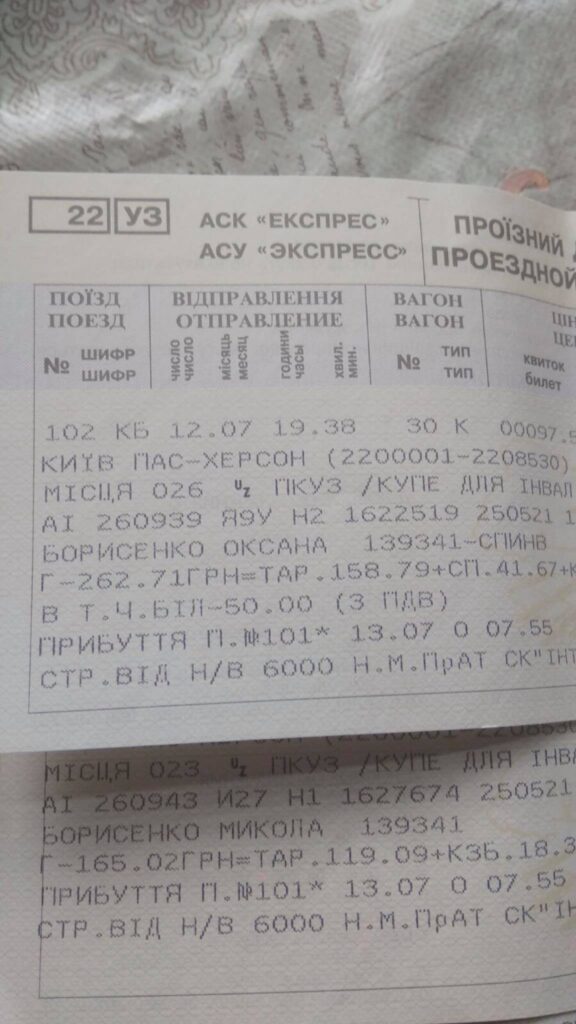 22 УЗ АСК «ЕКСПРЕС»
АСУ «ЭКСПРЕСС»
ПРОЇЗНИЙ
ПРОЕЗДНОЙ
ПОЇЗД ВІДПРАВЛЕННЯ ВАГОН
ПОЕЗД ОТПРАВЛЕНИЕ ВАГОН
№ ШИФР число місяць години хвил. № ТИП квиток
ШИФР число месяц часы мин. ТИП билет
102 КБ 12.07 19.38 30 К 00097.5
КИЇВ ПАС-ХЕРСОН (2200001-2208530)
МІСЦЯ 026 UZ ПКУЗ /КУПЕ ДЛЯ ІНВАЛ
АІ 260939 Я9У Н2 1622519 250521 1
БОРИСЕНКО ОКСАНА 139341-СПИНВ
Г-262.71ГРН=ТАР.158.79+СП.41.67+К
В Т.Ч.БІЛ-50.00 (З ПДВ)
ПРИБУТТЯ П.№101* 13.07 О 07.55
СТР.ВІД Н/В 6000 Н.М.ПрАТ СК"ІНТ
МІСЦЯ 023 UZ ПКУЗ /КУПЕ ДЛЯ ІНВА
АІ 260943 И27 Н1 1627674 250521
БОРИСЕНКО МИКОЛА 139341
Г-165.02ГРН=ТАР.119.09+КЗБ.18.3
ПРИБУТТЯ П.№101* 13.07 О 07.55
СТР.ВІД Н/В 6000 Н.М.ПрАТ СК"ІН